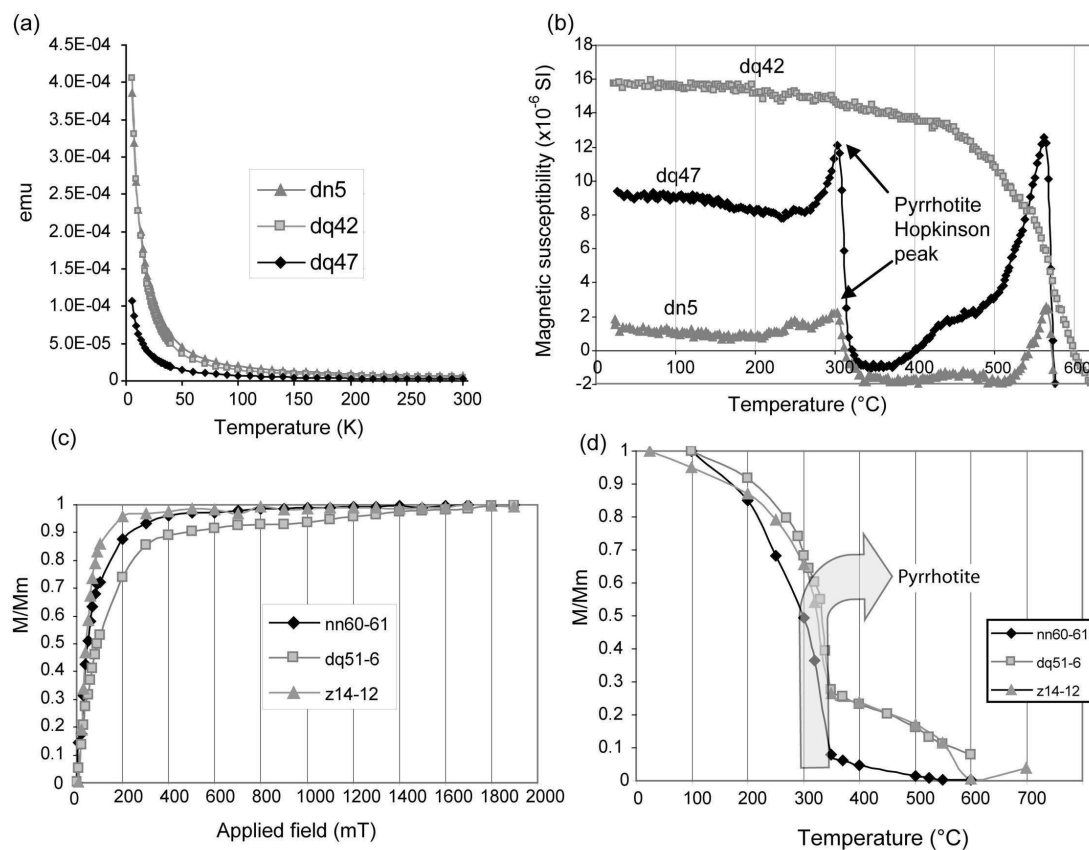 (a)
4.5E-04
4.0E-04
3.5E-04
3.0E-04
2.5E-04
2.0E-04
1.5E-04
1.0E-04
5.0E-05
0
emu
dn5
dq42
dq47
0 50 100 150 200 250 300
Temperature (K)
(b)
18
16
14
12
10
8
6
4
2
0
-2
Magnetic susceptibility (x10-6 SI)
dq42
dq47
dn5
Pyrrhotite
Hopkinson
peak
0 100 200 300 400 500 600
Temperature (°C)
(c)
1
0.9
0.8
0.7
0.6
0.5
0.4
0.3
0.2
0.1
0
M/Mm
nn60-61
dq51-6
z14-12
0 200 400 600 800 1000 1200 1400 1600 1800 2000
Applied field (mT)
(d)
1
0.9
0.8
0.7
0.6
0.5
0.4
0.3
0.2
0.1
0
M/Mm
Pyrrhotite
nn60-61
dq51-6
z14-12
0 100 200 300 400 500 600 700
Temperature (°C)